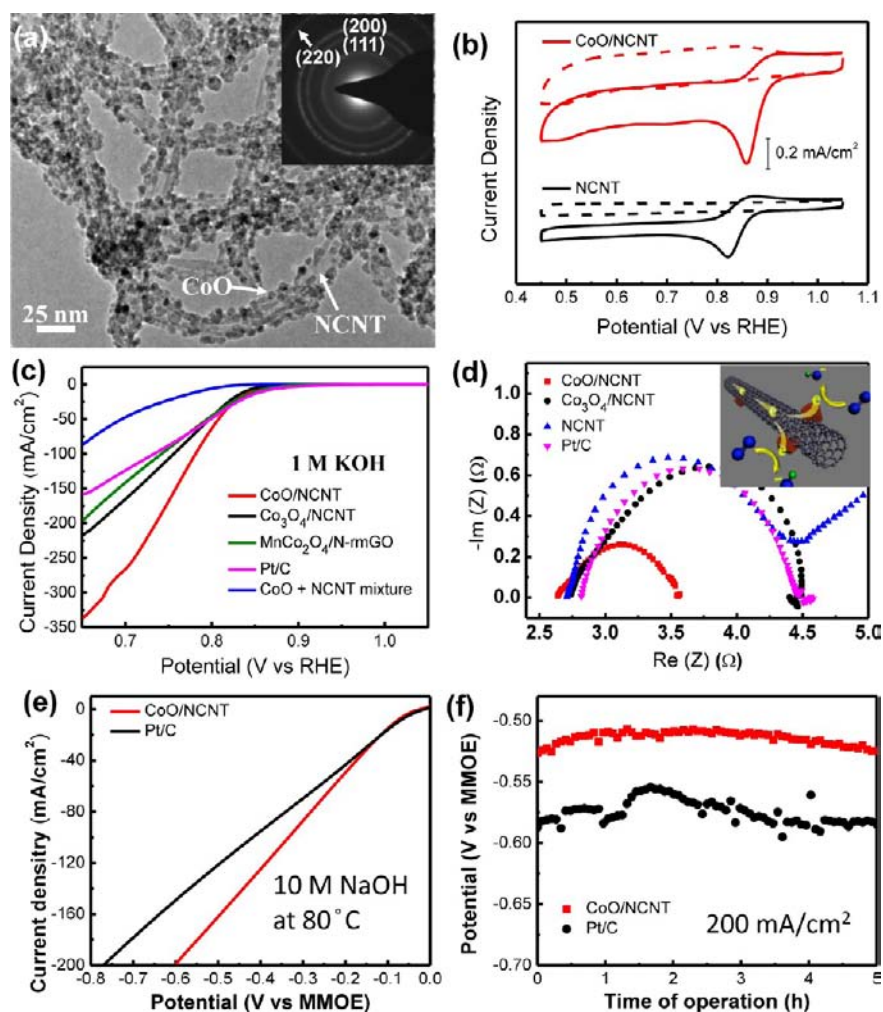 (a)
(200)
(111)
(220)
CoO
NCNT
25 nm
(b)
CoO/NCNT
0.2 mA/cm²
NCNT
Current Density
0.4 0.5 0.6 0.7 0.8 0.9 1.0 1.1
Potential (V vs RHE)
(c)
0
-50
-100
-150
-200
-250
-300
-350
Current Density (mA/cm²)
1 M KOH
CoO/NCNT
Co₃O₄/NCNT
MnCo₂O₄/N-rmGO
Pt/C
CoO + NCNT mixture
0.7 0.8 0.9 1.0
Potential (V vs RHE)
(d)
CoO/NCNT
Co₃O₄/NCNT
NCNT
Pt/C
1.0
0.8
0.6
0.4
0.2
0.0
-Im (Z) (Ω)
2.5 3.0 3.5 4.0 4.5 5.0
Re (Z) (Ω)
(e)
CoO/NCNT
Pt/C
0
-40
-80
-120
-160
-200
Current densitry (mA/cm²)
10 M NaOH
at 80˚C
-0.8 -0.7 -0.6 -0.5 -0.4 -0.3 -0.2 -0.1 0.0
Potential (V vs MMOE)
(f)
-0.50
-0.55
-0.60
-0.65
-0.70
Potential (V vs MMOE)
CoO/NCNT
Pt/C
200 mA/cm²
0 1 2 3 4 5
Time of operation (h)